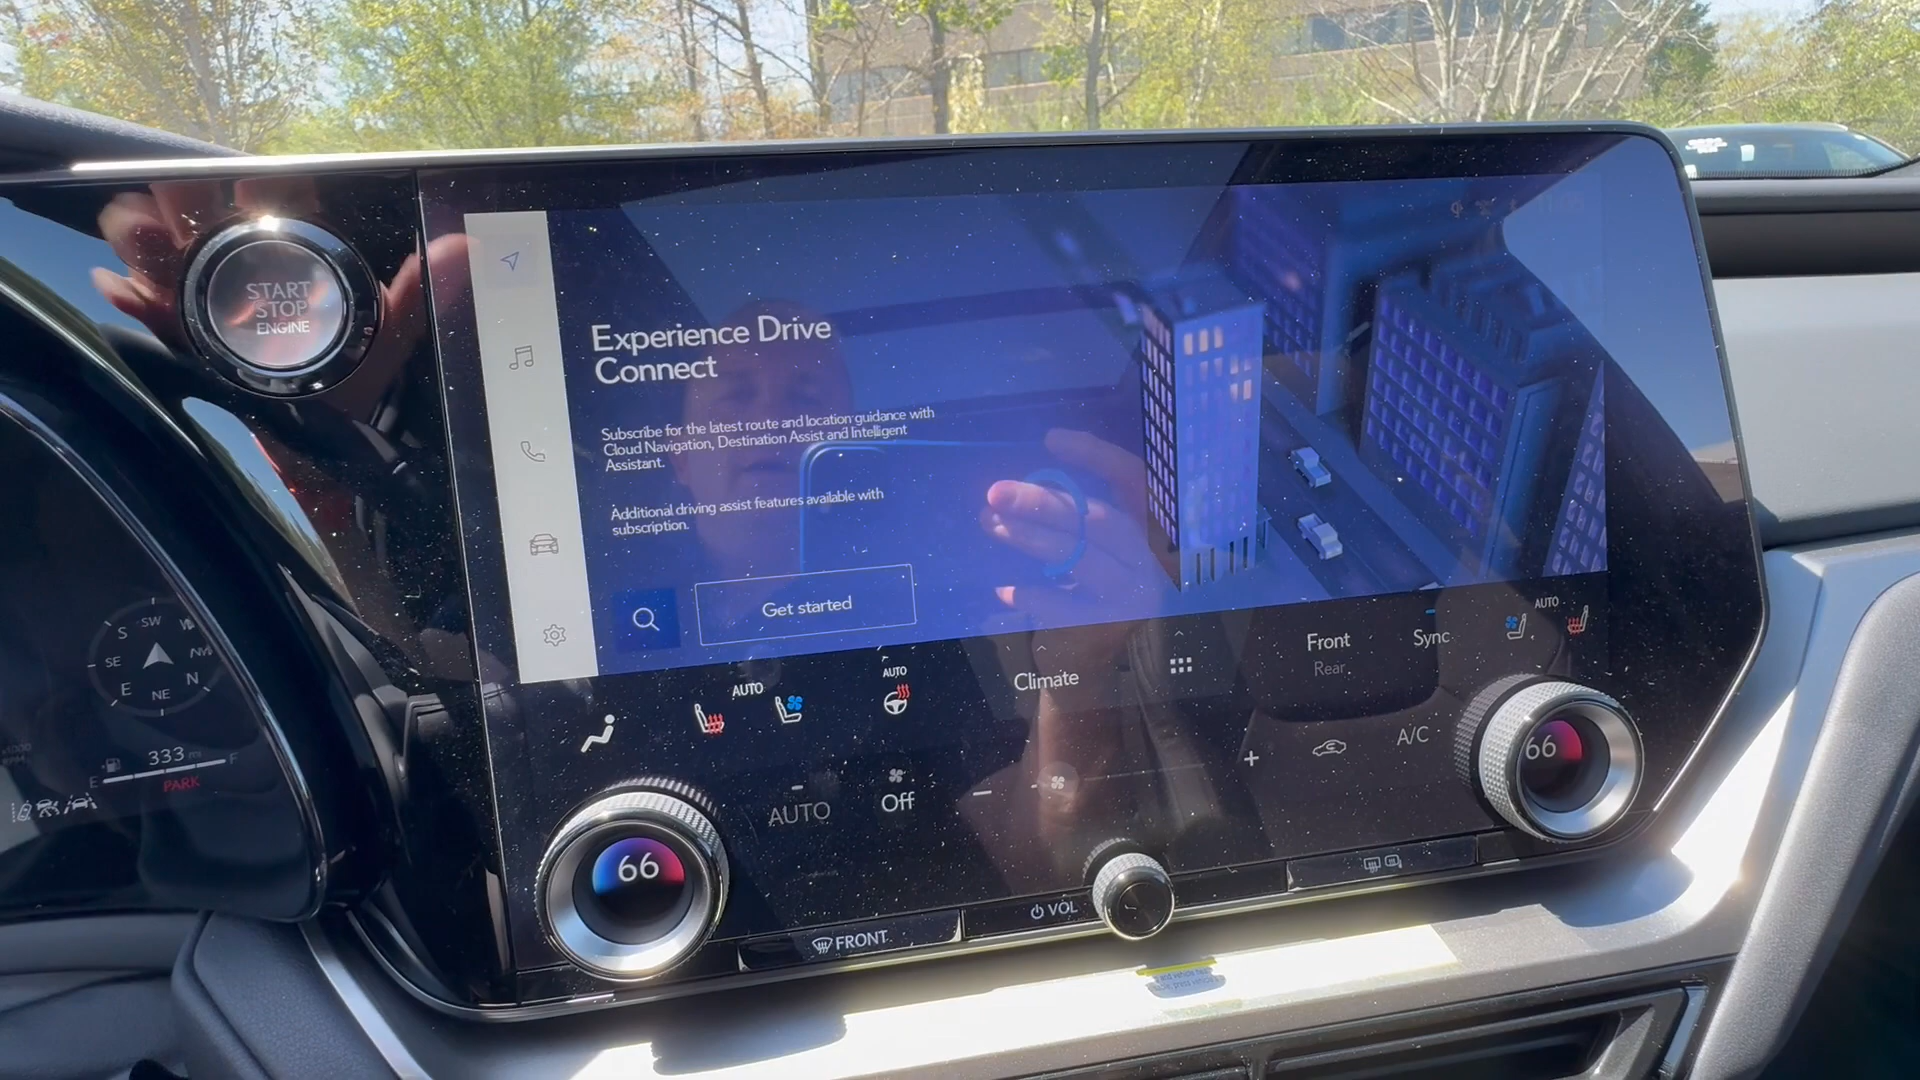 START
STOP
ENGINE
Experience Drive
Connect
Subscribe for the latest route and location guidance with
Cloud Navigation, Destination Assist and Intelligent
Assistant.
Additional driving assist features available with
subscription.
Get started
S SW W NW
SE N
E NE
333 mi
E F
PARK
AUTO
AUTO
Climate
Front
Rear
Sync
AUTO
66
AUTO
Off
- +
A/C
66
FRONT
VOL